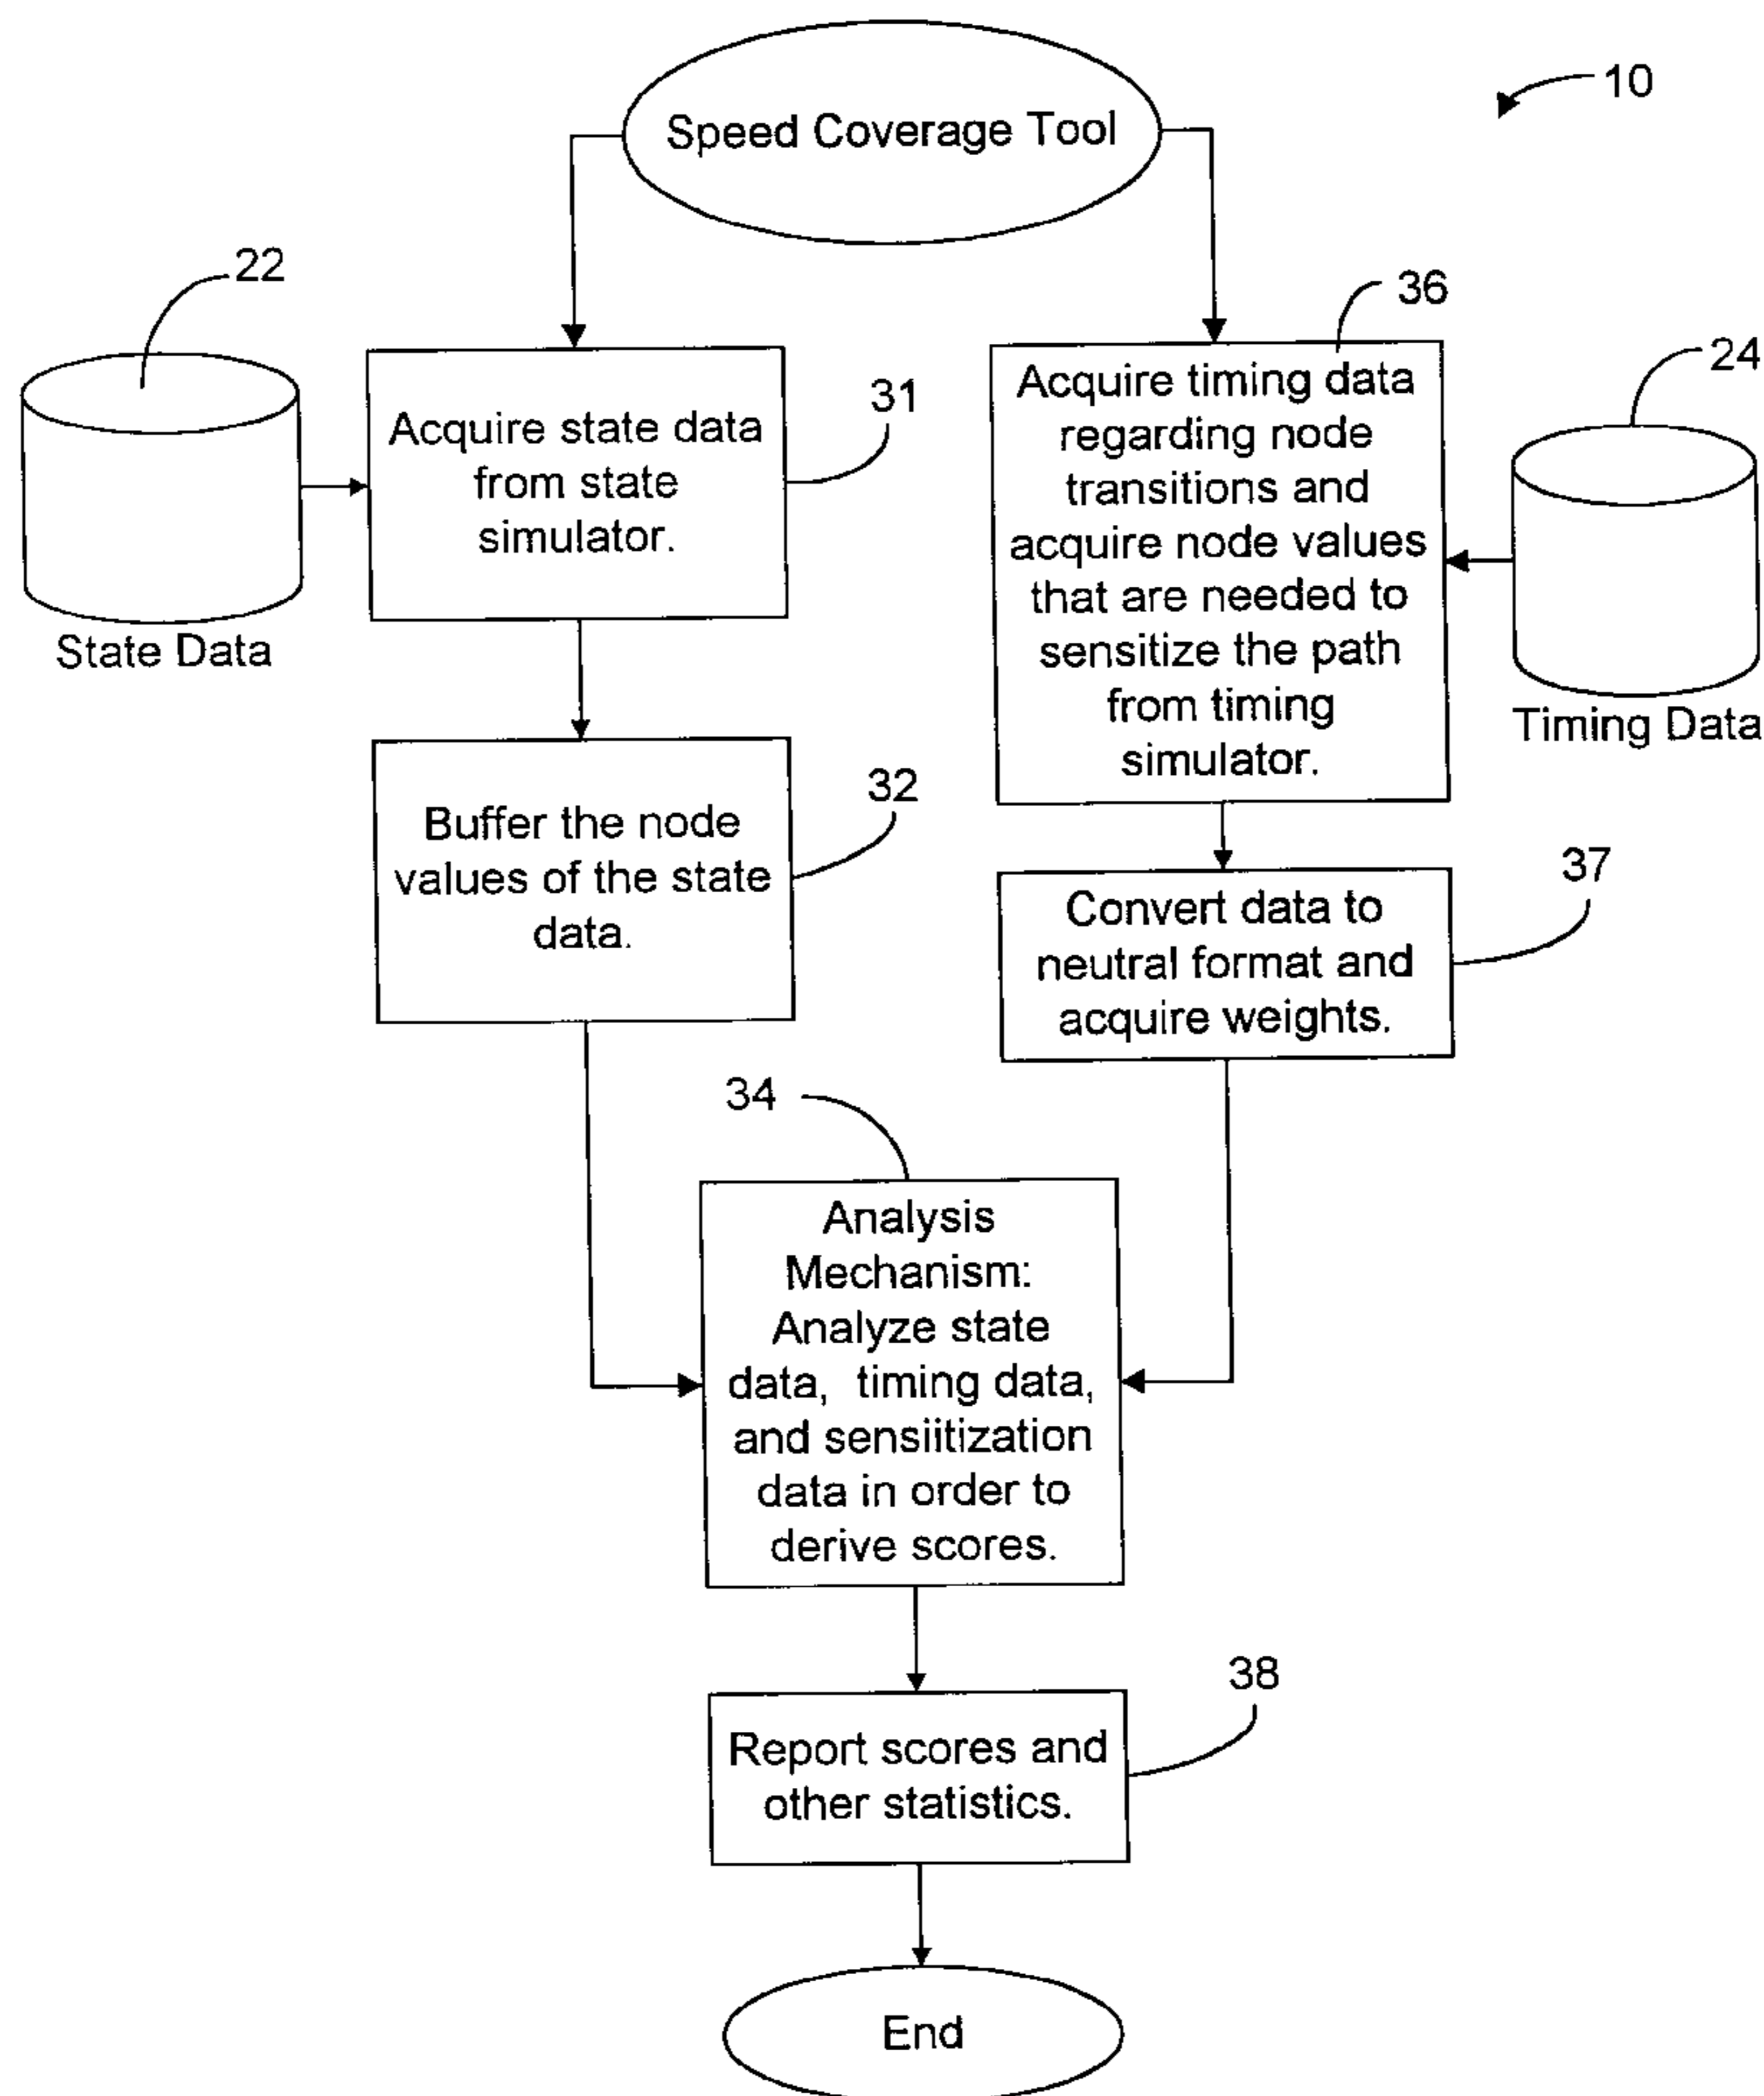 Speed Coverage Tool
10
22
State Data
Acquire state data
from state
simulator.
31
36
Acquire timing data
regarding node
transitions and
acquire node values
that are needed to
sensitize the path
from timing
simulator.
24
Timing Data
Buffer the node
values of the state
data.
32
Convert data to
neutral format and
acquire weights.
37
34
Analysis
Mechanism:
Analyze state
data, timing data,
and sensiitization
data in order to
derive scores.
38
Report scores and
other statistics.
End